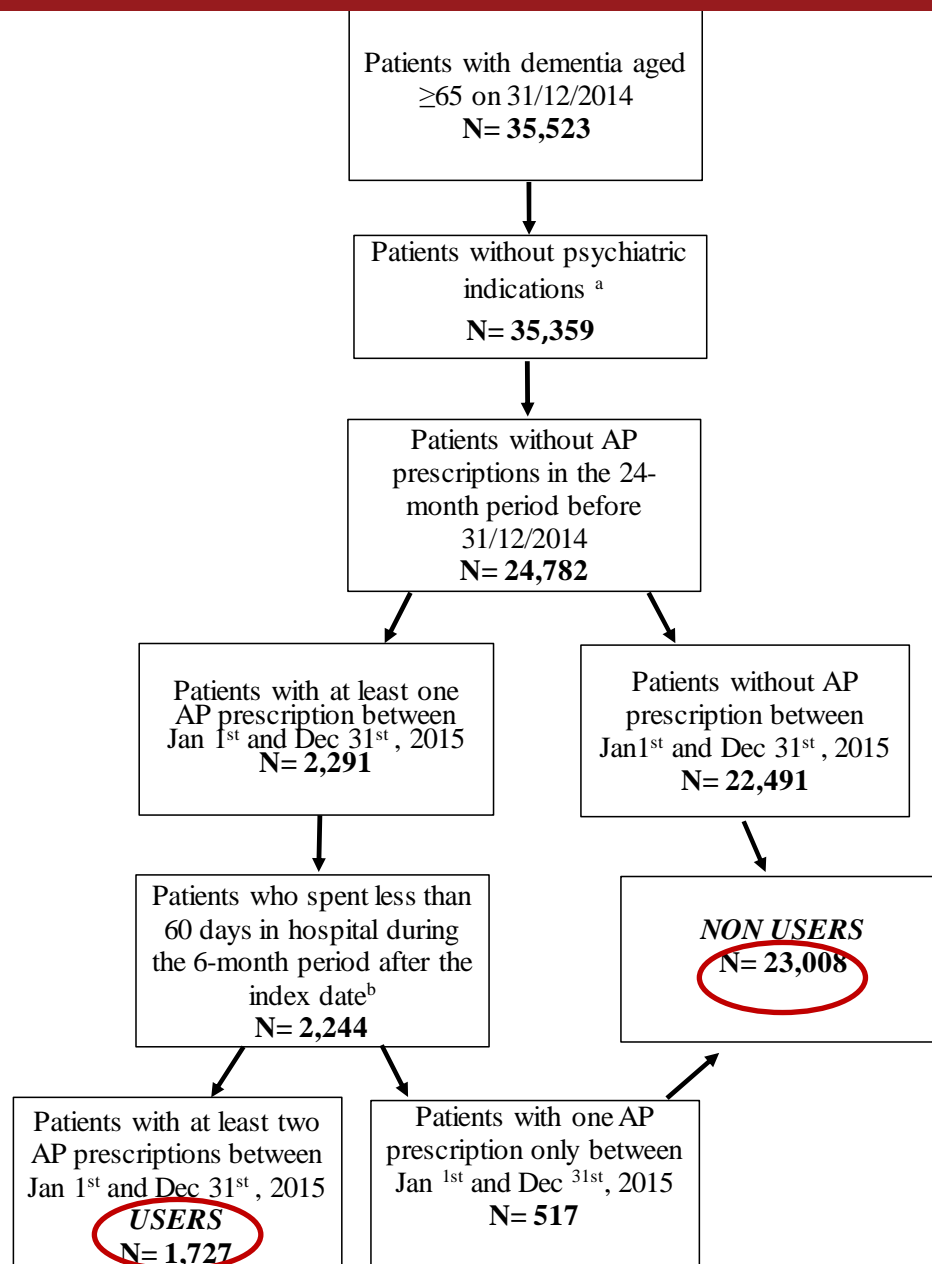 Patients with dementia aged
≥65 on 31/12/2014
N= 35,523
Patients without psychiatric
indications ᵃ
N= 35,359
Patients without AP
prescriptions in the 24-
month period before
31/12/2014
N= 24,782
Patients with at least one
AP prescription between
Jan 1ˢᵗ and Dec 31ˢᵗ , 2015
N= 2,291
Patients without AP
prescription between
Jan1ˢᵗ and Dec 31ˢᵗ , 2015
N= 22,491
Patients who spent less than
60 days in hospital during
the 6-month period after the
index dateᵇ
N= 2,244
NON USERS
N= 23,008
Patients with at least two
AP prescriptions between
Jan 1ˢᵗ and Dec 31ˢᵗ , 2015
USERS
N= 1,727
Patients with one AP
prescription only between
Jan ¹ˢᵗ and Dec ³¹ˢᵗ, 2015
N= 517